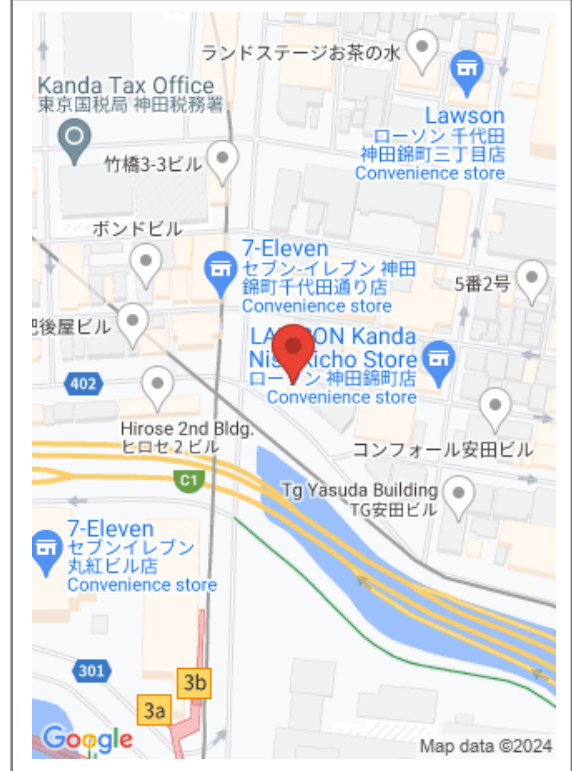 ランドステージお茶の水
Lawson
ローソン 千代田
神田錦町三丁目店
Convenience store
Kanda Tax Office
東京国税局 神田税務署
竹橋3-3ビル
ボンドビル
7-Eleven
セブン-イレブン 神田
錦町千代田通り店
Convenience store
5番2号
肥後屋ビル
LA ON Kanda
Nis icho Store
ローソン 神田錦町店
Convenience store
402
Hirose 2nd Bldg.
ヒロセ2ビル
コンフォール安田ビル
C1
Tg Yasuda Building
TG安田ビル
7-Eleven
セブンイレブン
丸紅ビル店
Convenience store
301
3b
3a
Google
Map data ©2024